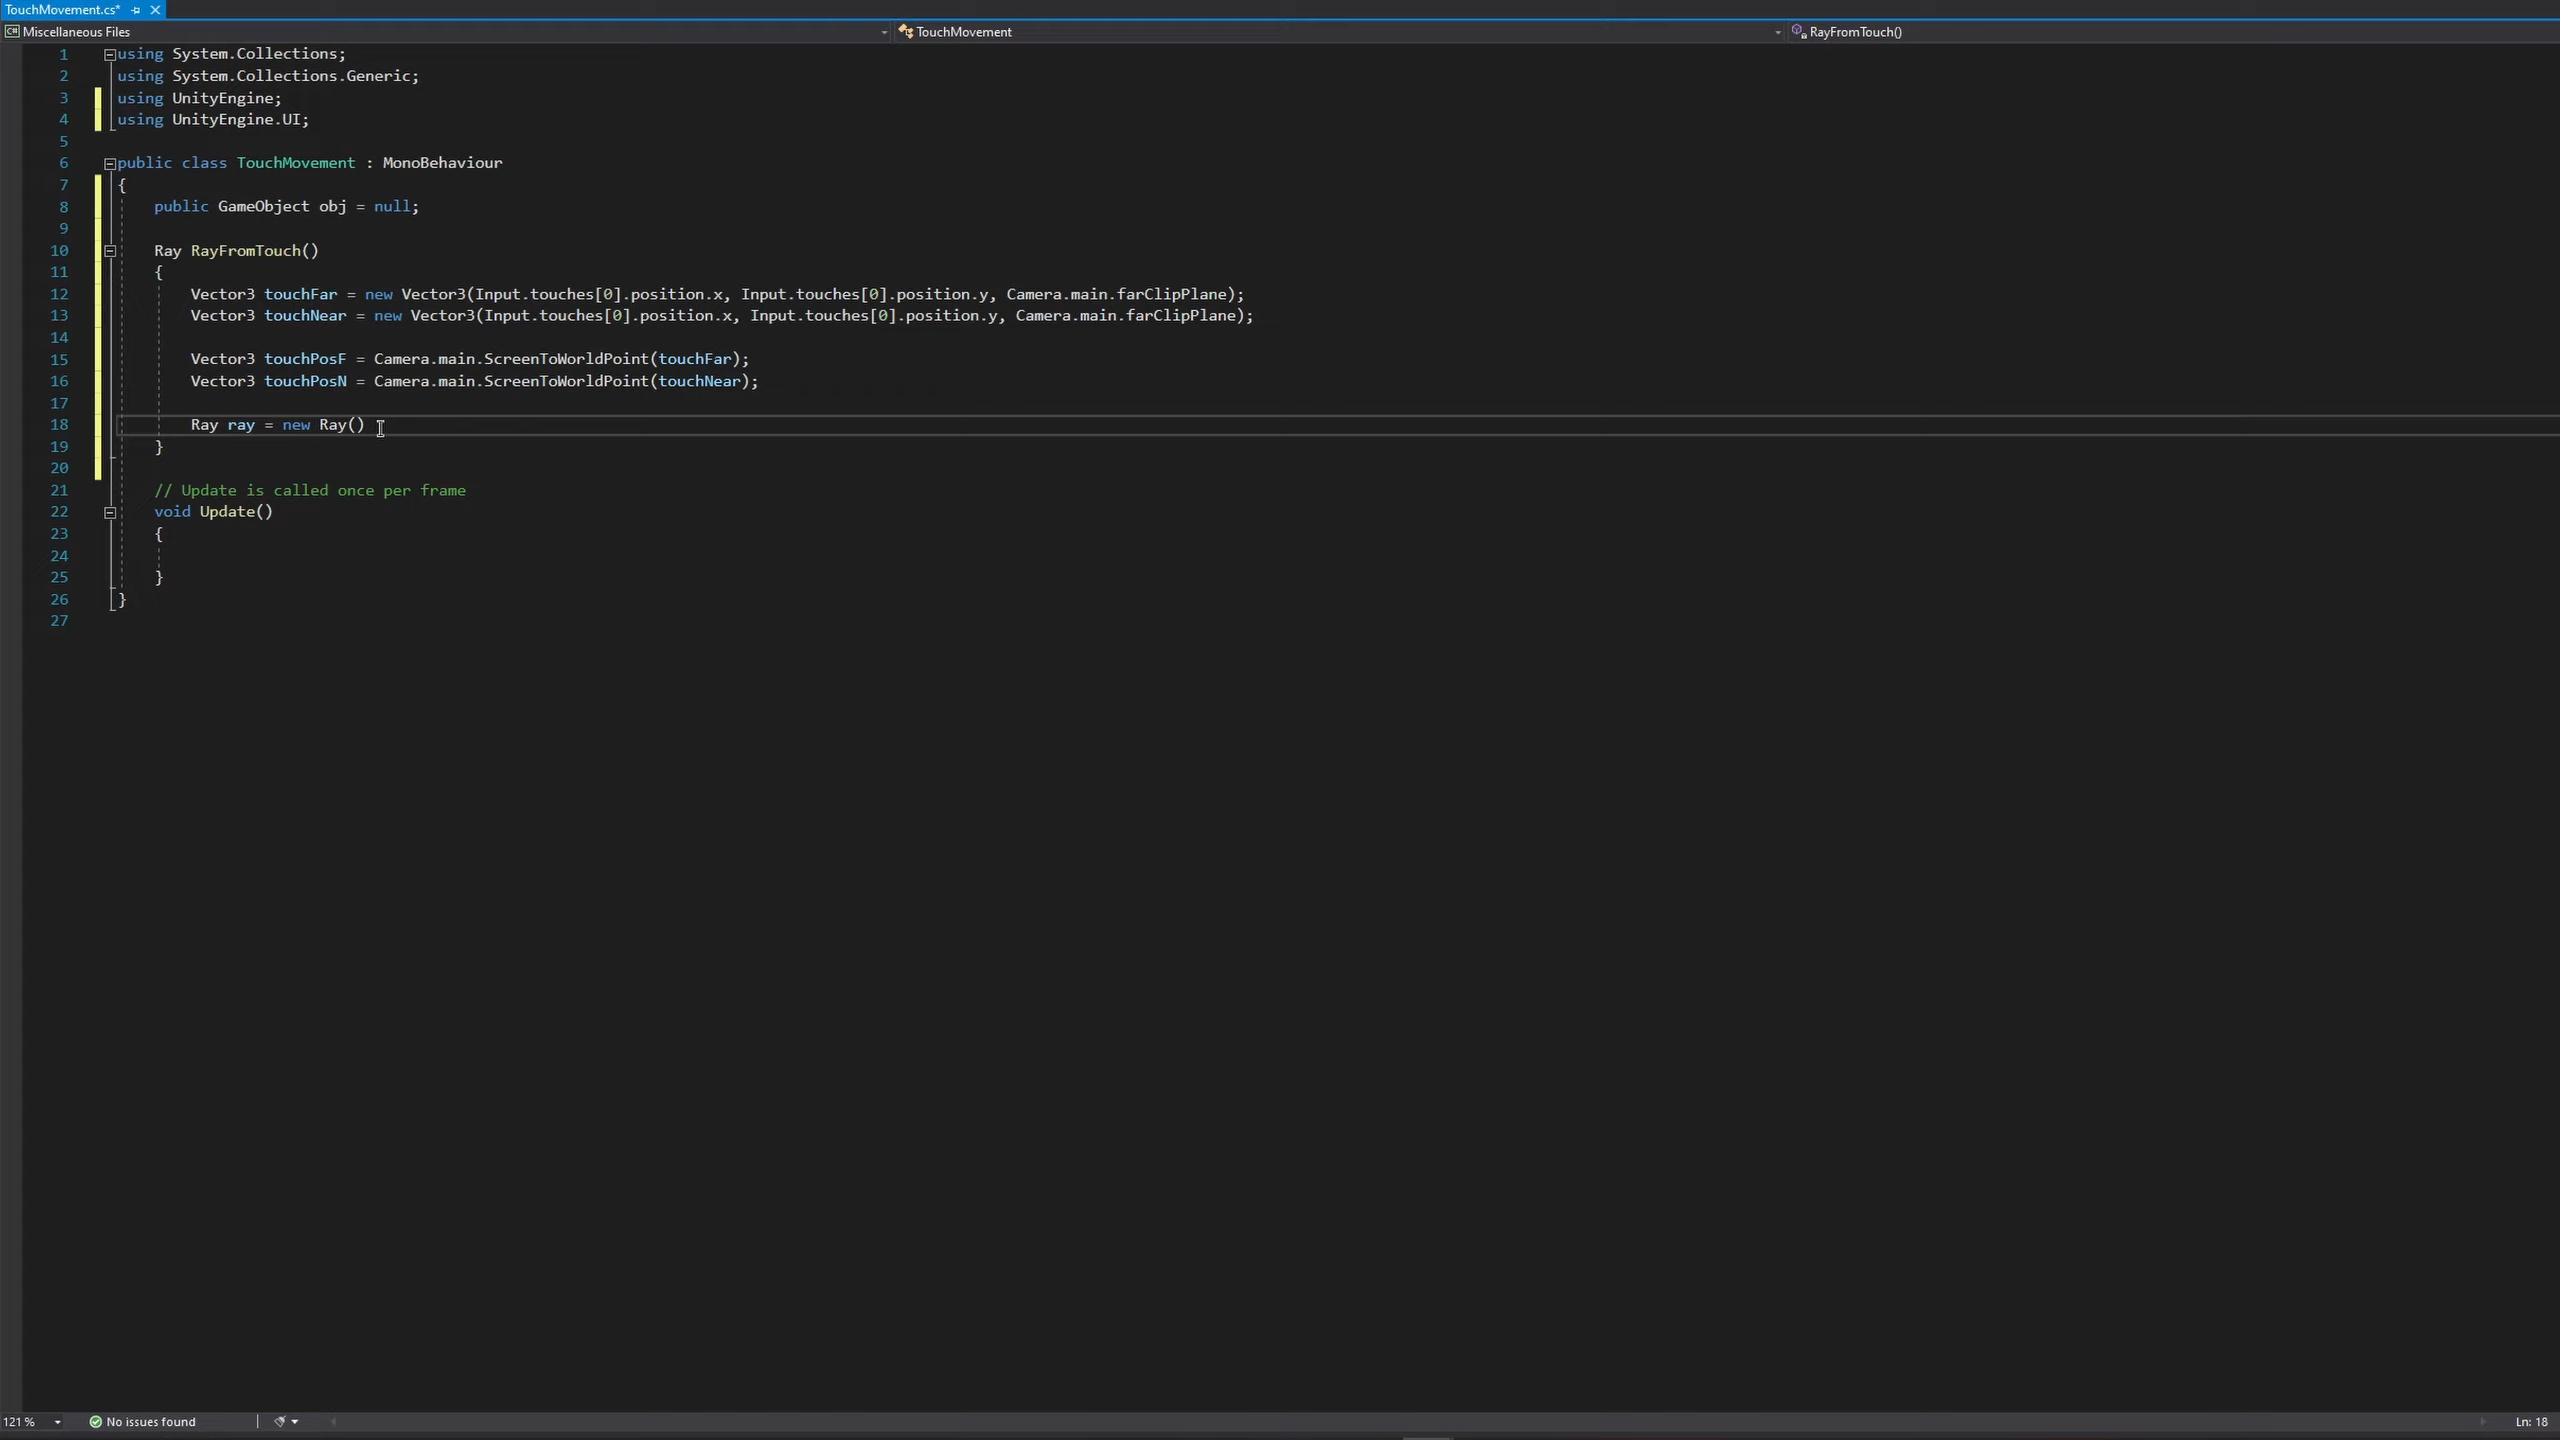 TouchMovement.cs*
Miscellaneous Files TouchMovement RayFromTouch()
1 using System.Collections;
2 using System.Collections.Generic;
3 using UnityEngine;
4 using UnityEngine.UI;
5
6 public class TouchMovement : MonoBehaviour
7 {
8 public GameObject obj = null;
9
10 Ray RayFromTouch()
11 {
12 Vector3 touchFar = new Vector3(Input.touches[0].position.x, Input.touches[0].position.y, Camera.main.farClipPlane);
13 Vector3 touchNear = new Vector3(Input.touches[0].position.x, Input.touches[0].position.y, Camera.main.farClipPlane);
14
15 Vector3 touchPosF = Camera.main.ScreenToWorldPoint(touchFar);
16 Vector3 touchPosN = Camera.main.ScreenToWorldPoint(touchNear);
17
18 Ray ray = new Ray()
19 }
20
21 // Update is called once per frame
22 void Update()
23 {
24
25 }
26 }
27
121 % No issues found Ln: 18